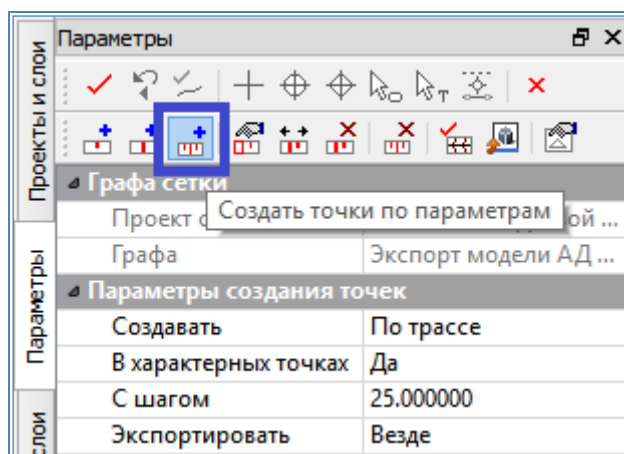 Параметры
Проекты и слои
Графа сетки
Создать точки по параметрам
Проект ой ...
Графа Экспорт модели АД ...
Параметры
Параметры создания точек
Создавать По трассе
В характерных точках Да
С шагом 25.000000
Экспортировать Везде
слои